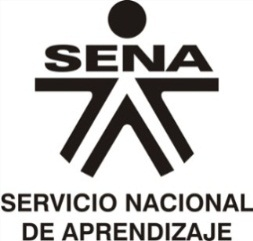 SENA
SERVICIO NACIONAL
DE APRENDIZAJE